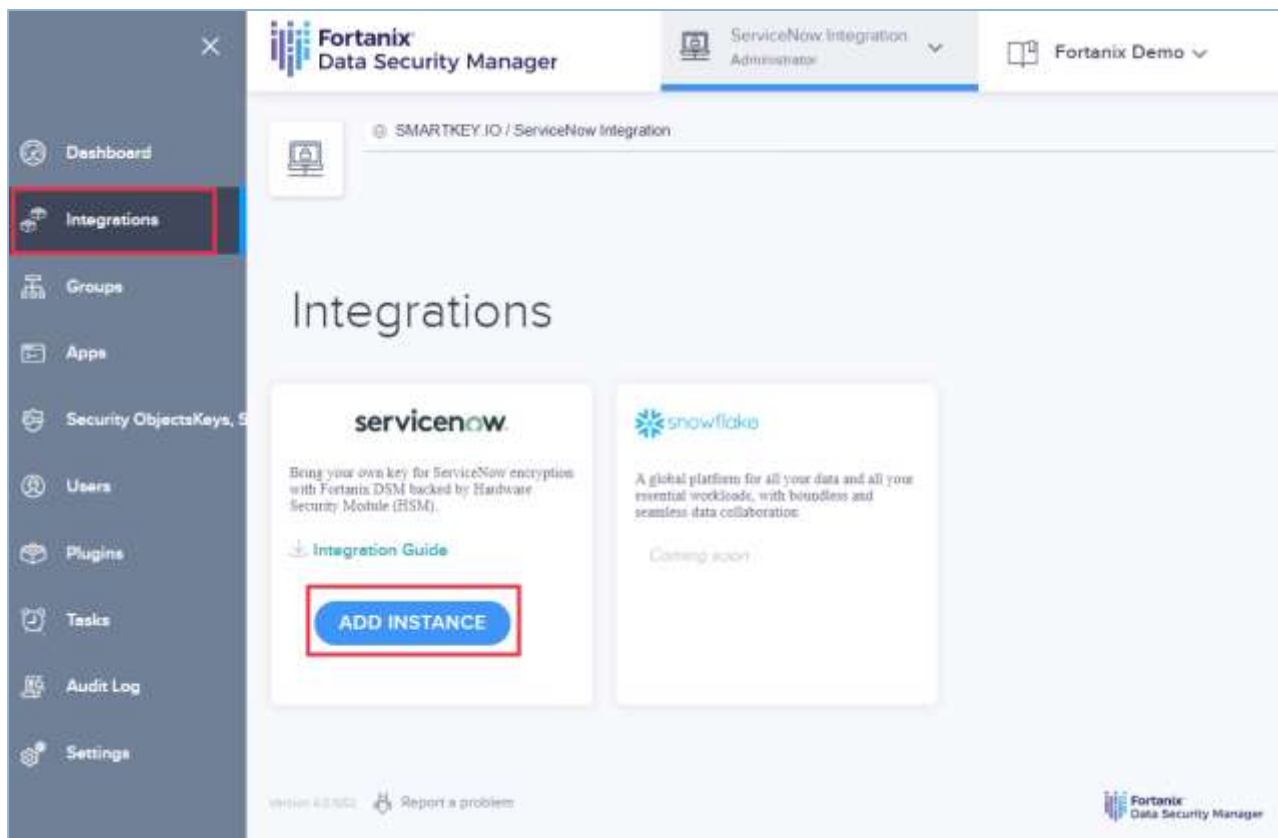 Fortanix
Data Security Manager
ServiceNow Integration
Administrator
Fortanix Demo
SMARTKEY.IO / ServiceNow Integration
Dashboard
Integrations
Groups
Apps
Security ObjectsKeys, S
Users
Plugins
Tasks
Audit Log
Settings
Integrations
servicenow
Bring your own key for ServiceNow encryption
with Fortanix DSM backed by Hardware
Security Module (HSM).
Integration Guide
ADD INSTANCE
snowflake
A global platform for all your data and all your
essential workloads, with boundless and
seamless data collaboration
Coming soon
Version
Report a problem
Fortanix
Data Security Manager